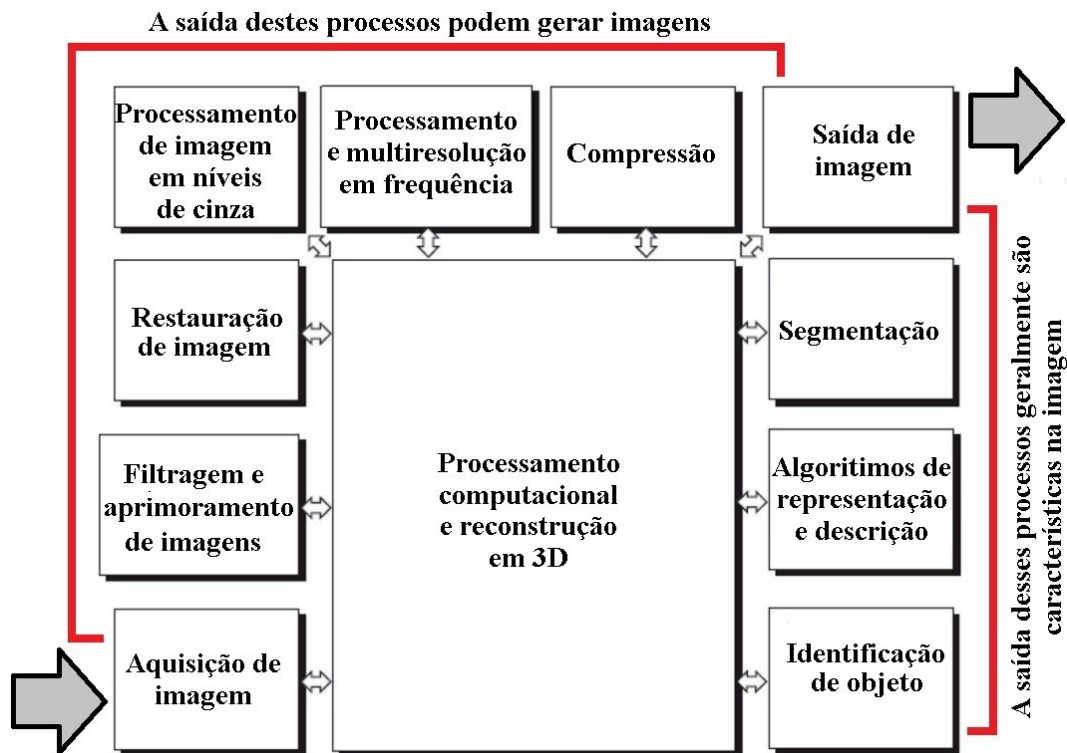 A saída destes processos podem gerar imagens
Processamento
de imagem
em níveis
de cinza
Processamento
e multiresolução
em frequência
Compressão
Saída de
imagem
Restauração
de imagem
Filtragem e
aprimoramento
de imagens
Aquisição de
imagem
Processamento
computacional
e reconstrução
em 3D
Segmentação
Algoritimos de
representação
e descrição
Identificação
de objeto
A saída desses processos geralmente são
características na imagem